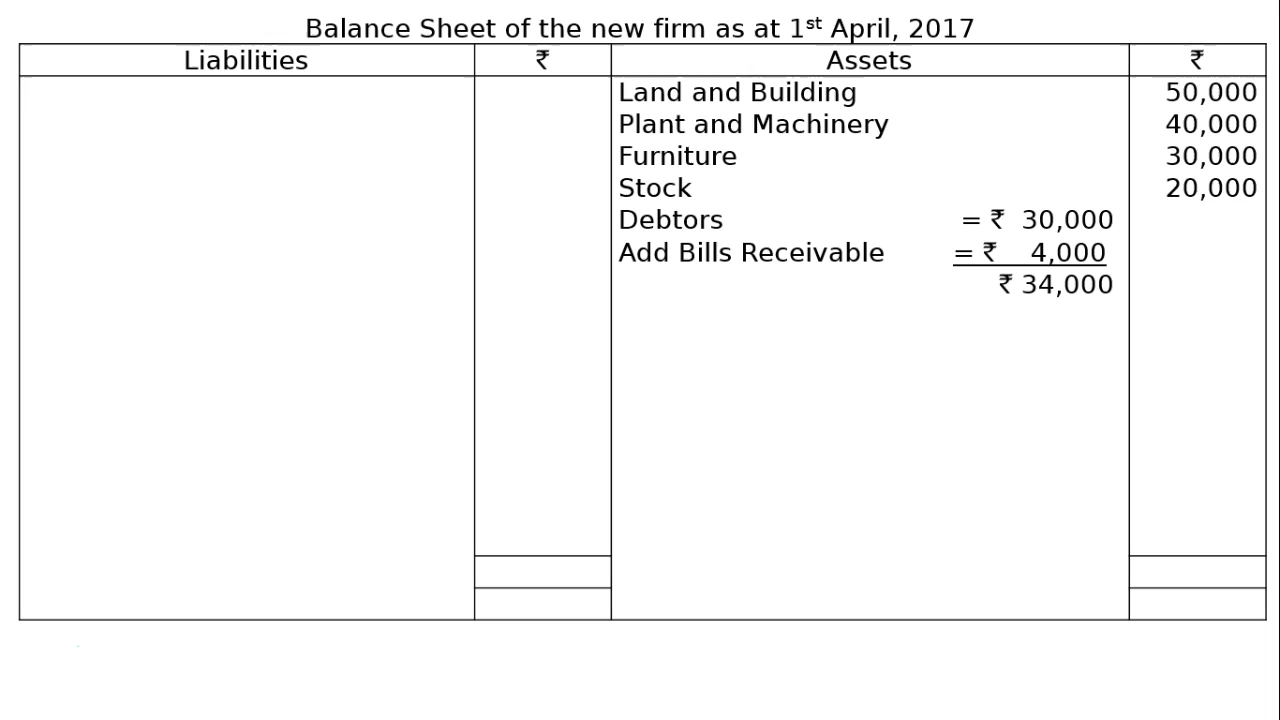 Balance Sheet of the new firm as at 1st April, 2017
Liabilities ₹ Assets ₹
Land and Building 50,000
Plant and Machinery 40,000
Furniture 30,000
Stock 20,000
Debtors = ₹ 30,000
Add Bills Receivable = ₹ 4,000
₹ 34,000